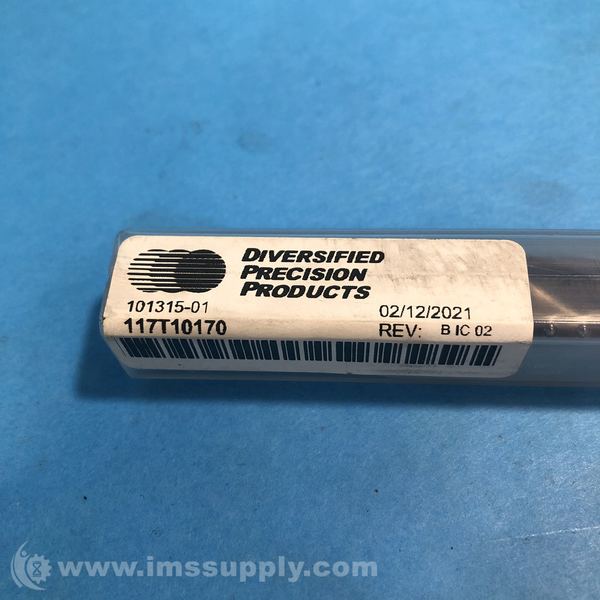 DIVERSIFIED
PRECISION
PRODUCTS
101315-01
02/12/2021
117T10170
REV: B IC 02
www.imssupply.com